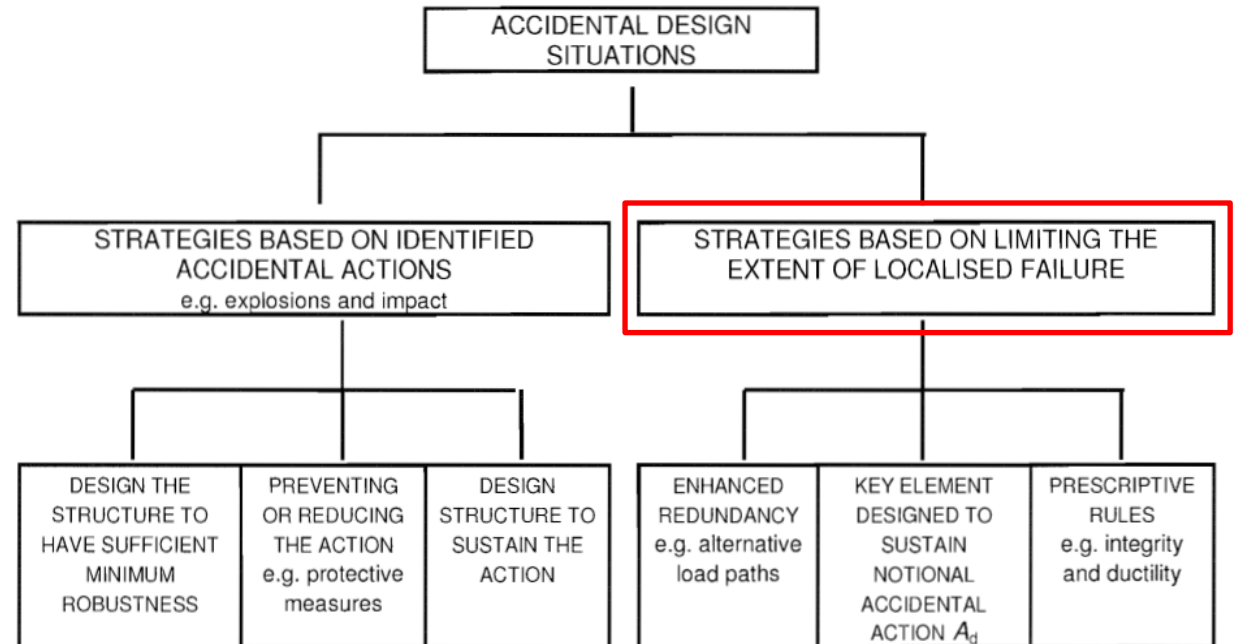 ACCIDENTAL DESIGN
SITUATIONS
STRATEGIES BASED ON IDENTIFIED
ACCIDENTAL ACTIONS
e.g. explosions and impact
STRATEGIES BASED ON LIMITING THE
EXTENT OF LOCALISED FAILURE
DESIGN THE
STRUCTURE TO
HAVE SUFFICIENT
MINIMUM
ROBUSTNESS
PREVENTING
OR REDUCING
THE ACTION
e.g. protective
measures
DESIGN
STRUCTURE TO
SUSTAIN THE
ACTION
ENHANCED
REDUNDANCY
e.g. alternative
load paths
KEY ELEMENT
DESIGNED TO
SUSTAIN
NOTIONAL
ACCIDENTAL
ACTION Ad
PRESCRIPTIVE
RULES
e.g. integrity
and ductility